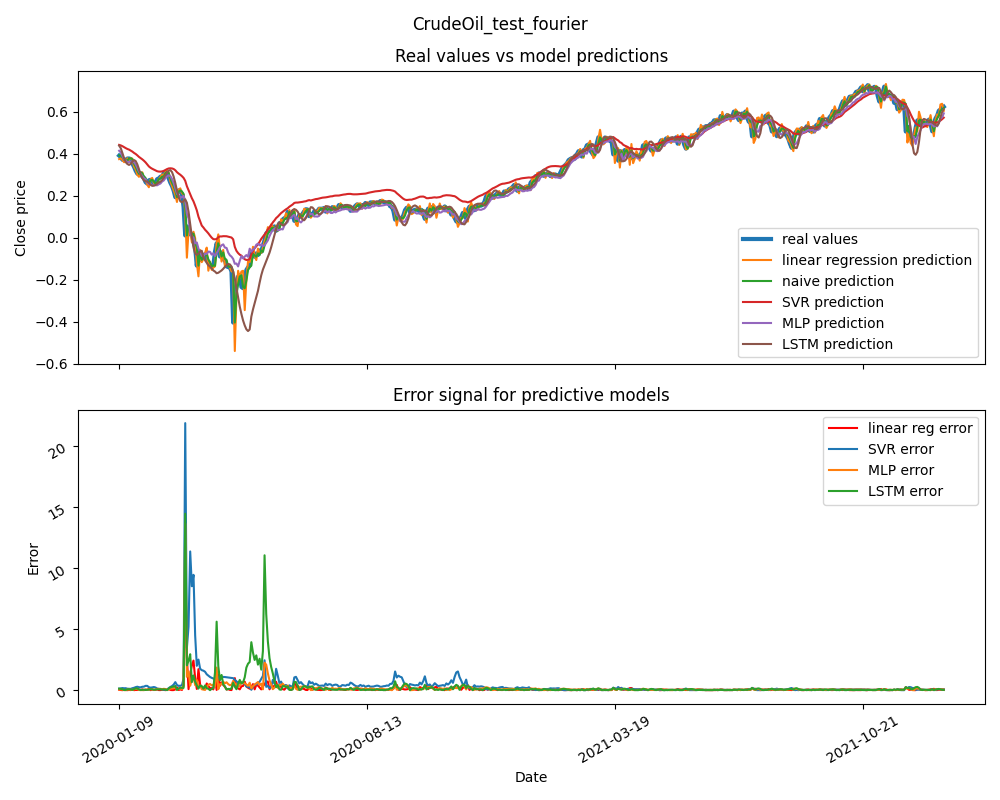 CrudeOil_test_fourier
Real values vs model predictions
Close price
0.6
0.4
0.2
0.0
−0.2
−0.4
−0.6
real values
linear regression prediction
naive prediction
SVR prediction
MLP prediction
LSTM prediction
Error signal for predictive models
Error
20
15
10
5
0
linear reg error
SVR error
MLP error
LSTM error
2020-01-09
2020-08-13
2021-03-19
2021-10-21
Date